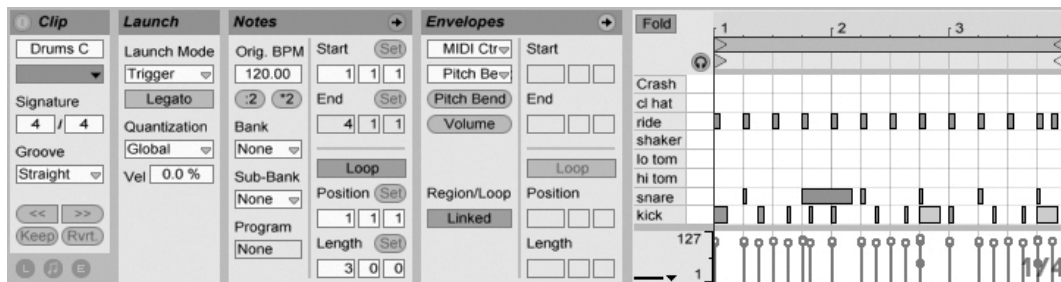 Clip
Drums C
Signature
4 / 4
Groove
Straight
<< >>
Keep Rvrt.
L E
Launch
Launch Mode
Trigger
Legato
Quantization
Global
Vel 0.0 %
Notes
Orig. BPM
120.00
:2 *2
Bank
None
Sub-Bank
None
Program
None
Start Set
1 1 1
End Set
4 1 1
Loop
Position Set
1 1 1
Length Set
3 0 0
Envelopes
MIDI Ctr
Pitch Be
Pitch Bend
Volume
Region/Loop
Linked
Start
End
Loop
Position
Length
Fold
1 2 3
Crash
cl hat
ride
shaker
lo tom
hi tom
snare
kick
127
1
1/4